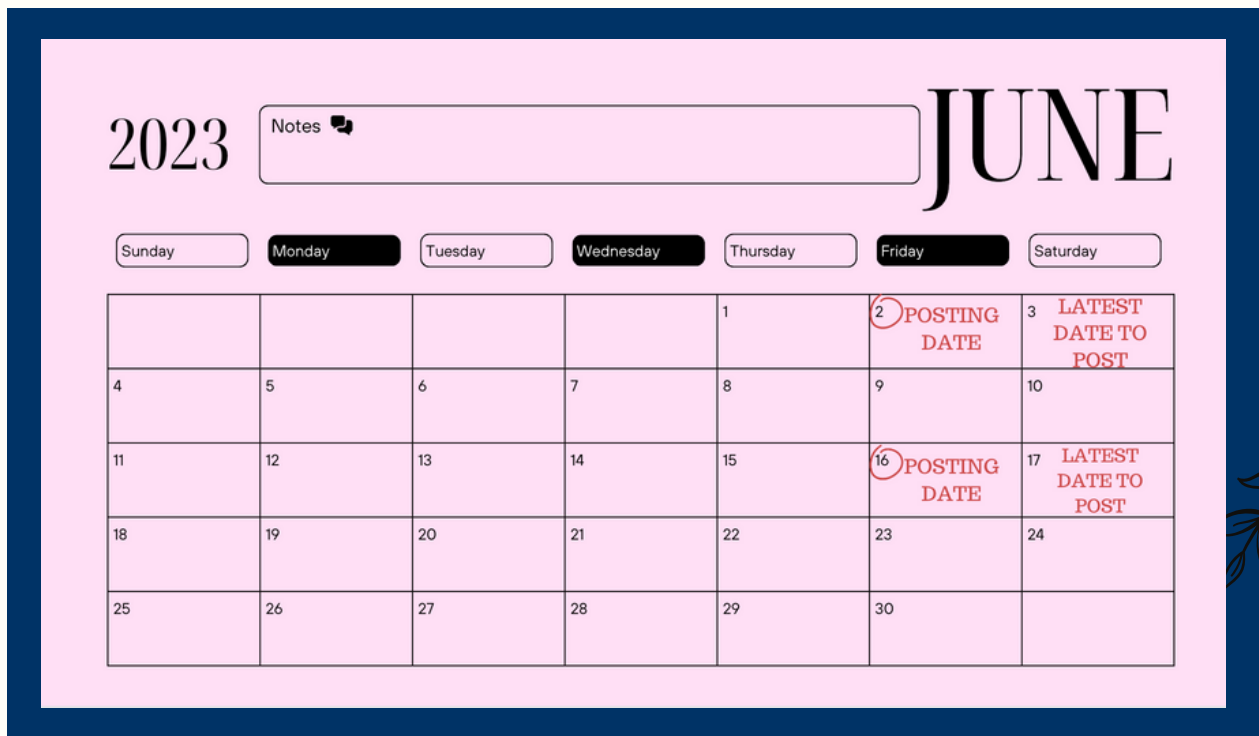 2023
Notes
JUNE
Sunday Monday Tuesday Wednesday Thursday Friday Saturday
1 2 POSTING DATE 3 LATEST DATE TO POST
4 5 6 7 8 9 10
11 12 13 14 15 16 POSTING DATE 17 LATEST DATE TO POST
18 19 20 21 22 23 24
25 26 27 28 29 30